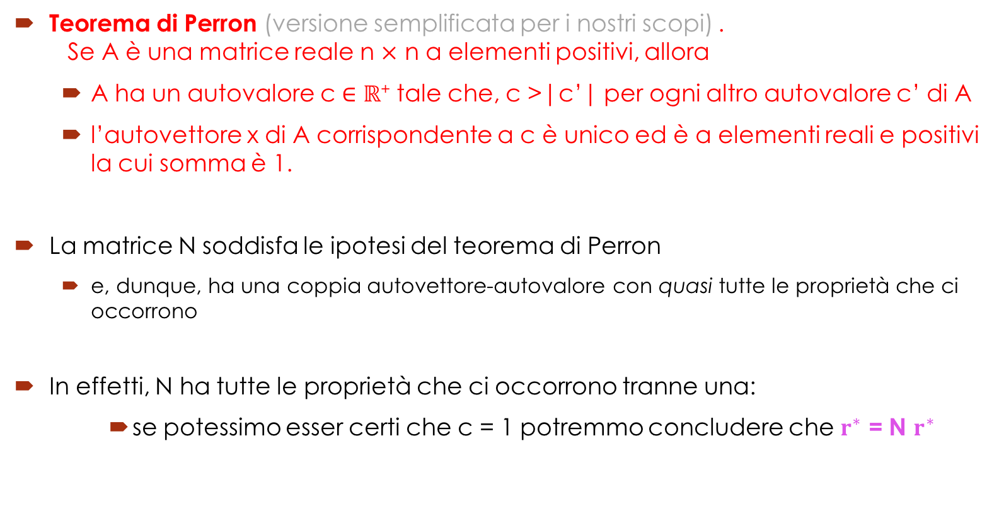 Teorema di Perron (versione semplificata per i nostri scopi) .
Se A è una matrice reale n × n a elementi positivi, allora
A ha un autovalore c ∈ ℝ⁺ tale che, c >|c’| per ogni altro autovalore c’ di A
l’autovettore x di A corrispondente a c è unico ed è a elementi reali e positivi
la cui somma è 1.
La matrice N soddisfa le ipotesi del teorema di Perron
e, dunque, ha una coppia autovettore-autovalore con quasi tutte le proprietà che ci
occorrono
In effetti, N ha tutte le proprietà che ci occorrono tranne una:
se potessimo esser certi che c = 1 potremmo concludere che r* = N r*